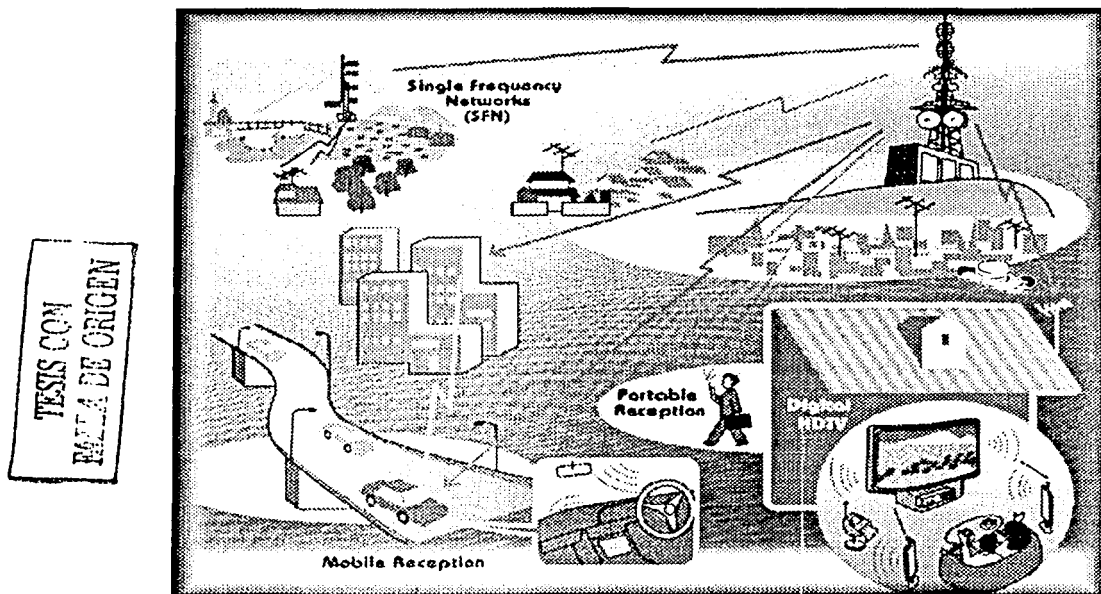 Single Frequency
Networks
(SFN)
TESIS CON
FALLA DE ORIGEN
Portable
Reception
Digital
HDTV
Mobile Reception